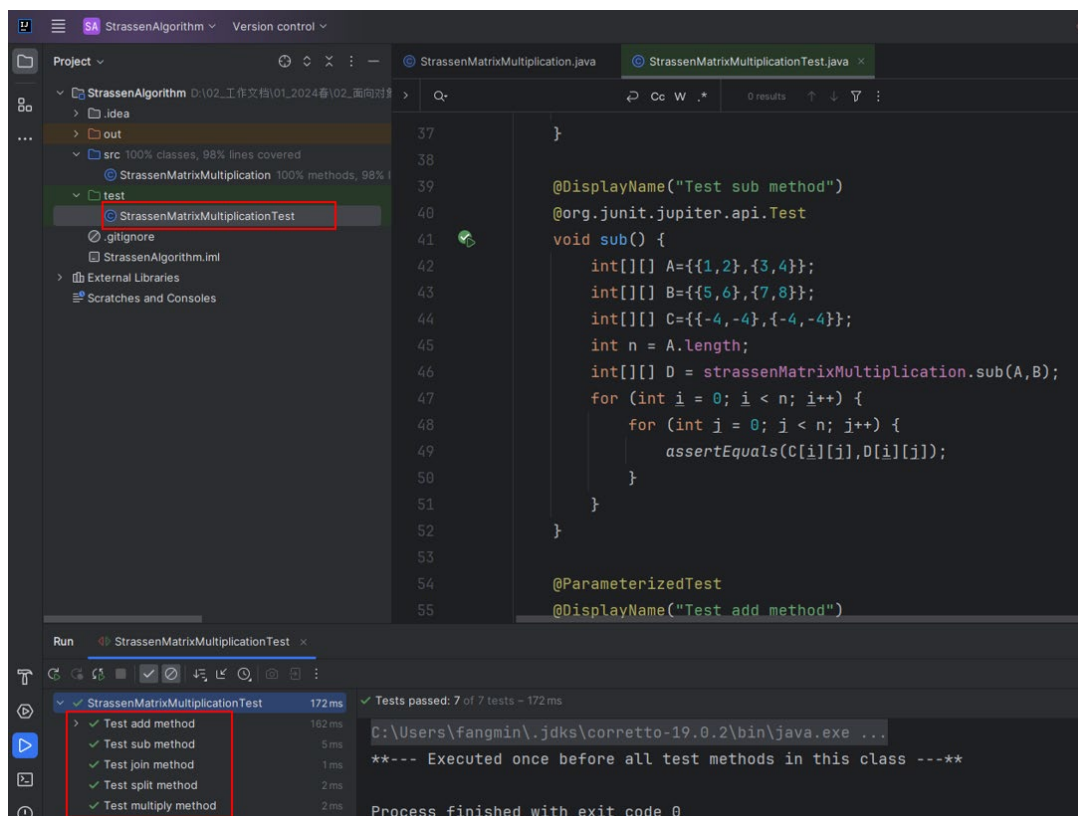 SA StrassenAlgorithm Version control
Project
StrassenAlgorithm D:\02_工作文档\01_2024春\02_面向对
.idea
out
src 100% classes, 98% lines covered
StrassenMatrixMultiplication 100% methods, 98%
test
StrassenMatrixMultiplicationTest
.gitignore
StrassenAlgorithm.iml
External Libraries
Scratches and Consoles
StrassenMatrixMultiplication.java StrassenMatrixMultiplicationTest.java
Cc W .* 0 results
37 }
38
39 @DisplayName("Test sub method")
40 @org.junit.jupiter.api.Test
41 void sub() {
42 int[][] A={{1,2},{3,4}};
43 int[][] B={{5,6},{7,8}};
44 int[][] C={{-4,-4},{-4,-4}};
45 int n = A.length;
46 int[][] D = strassenMatrixMultiplication.sub(A,B);
47 for (int i = 0; i < n; i++) {
48 for (int j = 0; j < n; j++) {
49 assertEquals(C[i][j],D[i][j]);
50 }
51 }
52 }
53
54 @ParameterizedTest
55 @DisplayName("Test add method")
Run StrassenMatrixMultiplicationTest
StrassenMatrixMultiplicationTest 172 ms
Test add method 162 ms
Test sub method 5 ms
Test join method 1 ms
Test split method 2 ms
Test multiply method 2 ms
Tests passed: 7 of 7 tests – 172 ms
C:\Users\fangmin\.jdks\corretto-19.0.2\bin\java.exe ...
**--- Executed once before all test methods in this class ---**
Process finished with exit code 0